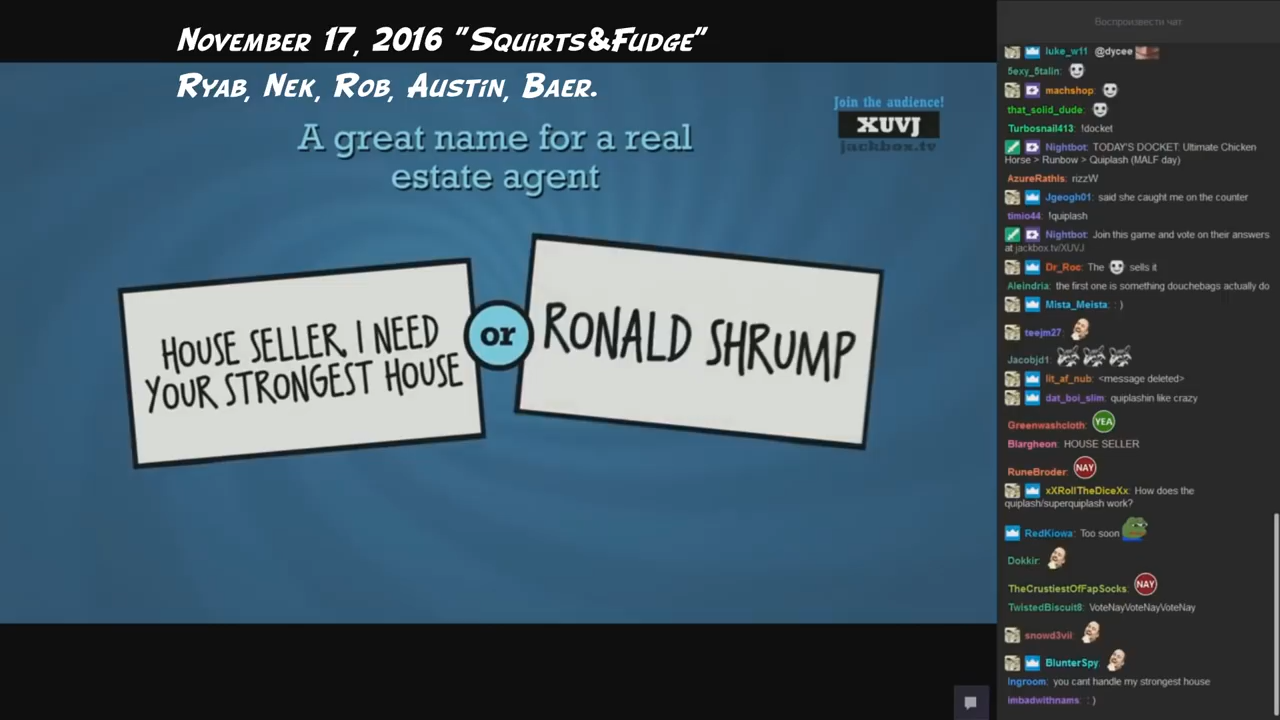 November 17, 2016 "Squirts&Fudge"
Ryab, Nek, Rob, Austin, Baer.
Join the audience!
XUVJ
jackbox.tv
A great name for a real
estate agent
HOUSE SELLER, I NEED
YOUR STRONGEST HOUSE
or
RONALD SHRUMP
Воспроизвести чат
luke_w11 @dycee
5exy_5talin:
machshop:
that_solid_dude:
Turbosnail413: !docket
Nightbot: TODAY'S DOCKET: Ultimate Chicken
Horse > Runbow > Quiplash (MALF day)
AzureRathls: rizzW
Jgeogh01: said she caught me on the counter
timio44: !quiplash
Nightbot: Join this game and vote on their answers
at jackbox.tv/XUVJ
Dr_Roc: The sells it
Aleindria: the first one is something douchebags actually do
Mista_Meista: : )
teejm27:
Jacobjd1:
lit_af_nub: <message deleted>
dat_boi_slim: quiplashin like crazy
Greenwashcloth: YEA
Blargheon: HOUSE SELLER
RuneBroder: NAY
xXRollTheDiceXx: How does the
quiplash/superquiplash work?
RedKiowa: Too soon
Dokkir:
TheCrustiestOfFapSocks: NAY
TwistedBiscuit8: VoteNayVoteNayVoteNay
snowd3vil:
BlunterSpy:
Ingroom: you cant handle my strongest house
imbadwithnams: : )